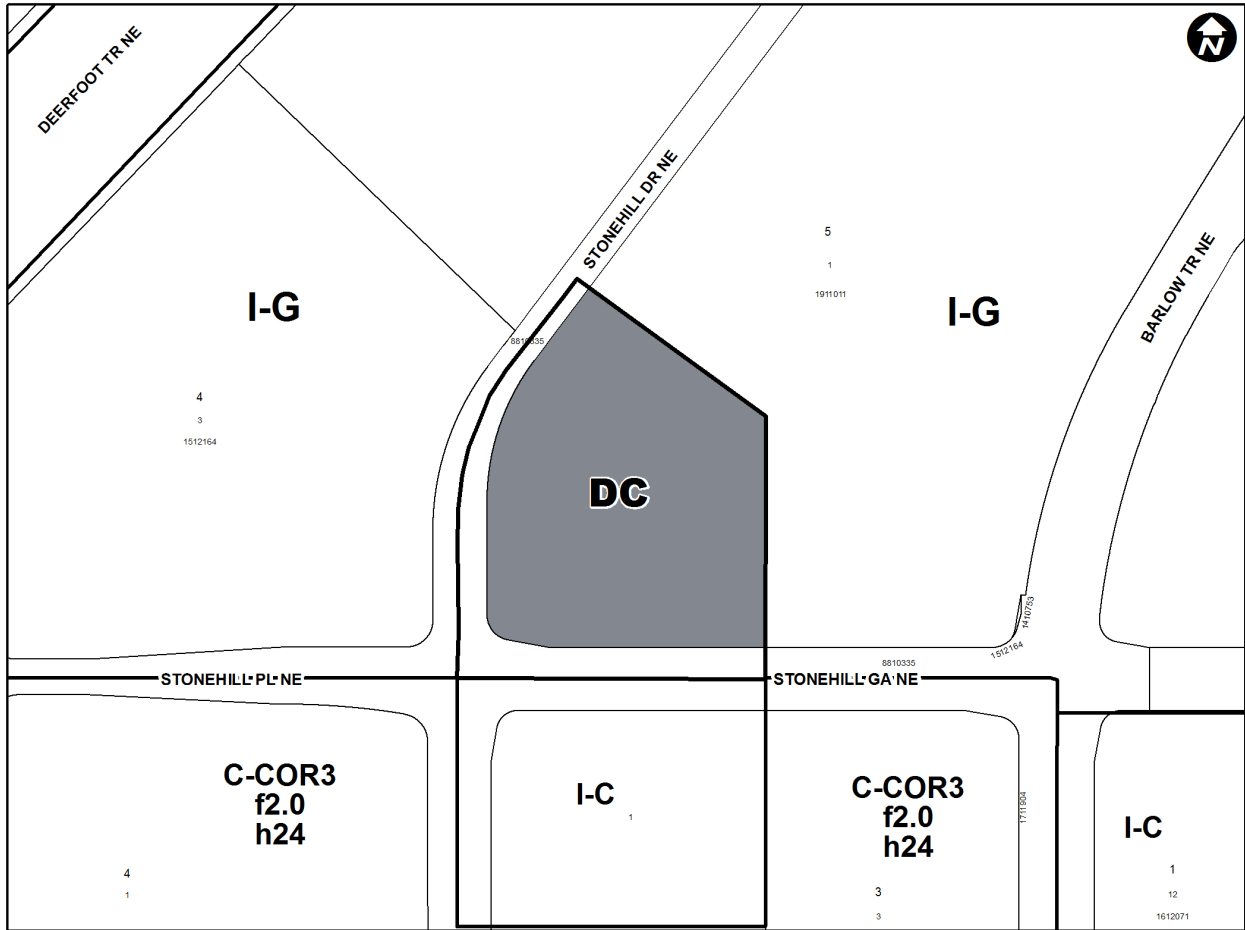 DEERFOOT TR NE
N
STONEHILL DR NE
5
1
1911011
BARLOW TR NE
I-G
I-G
8810335
4
3
1512164
DC
1410753
1512164
8810335
STONEHILL PL NE
STONEHILL GA NE
C-COR3
f2.0
h24
I-C
1
C-COR3
f2.0
h24
1711904
I-C
4
1
3
3
1
12
1612071